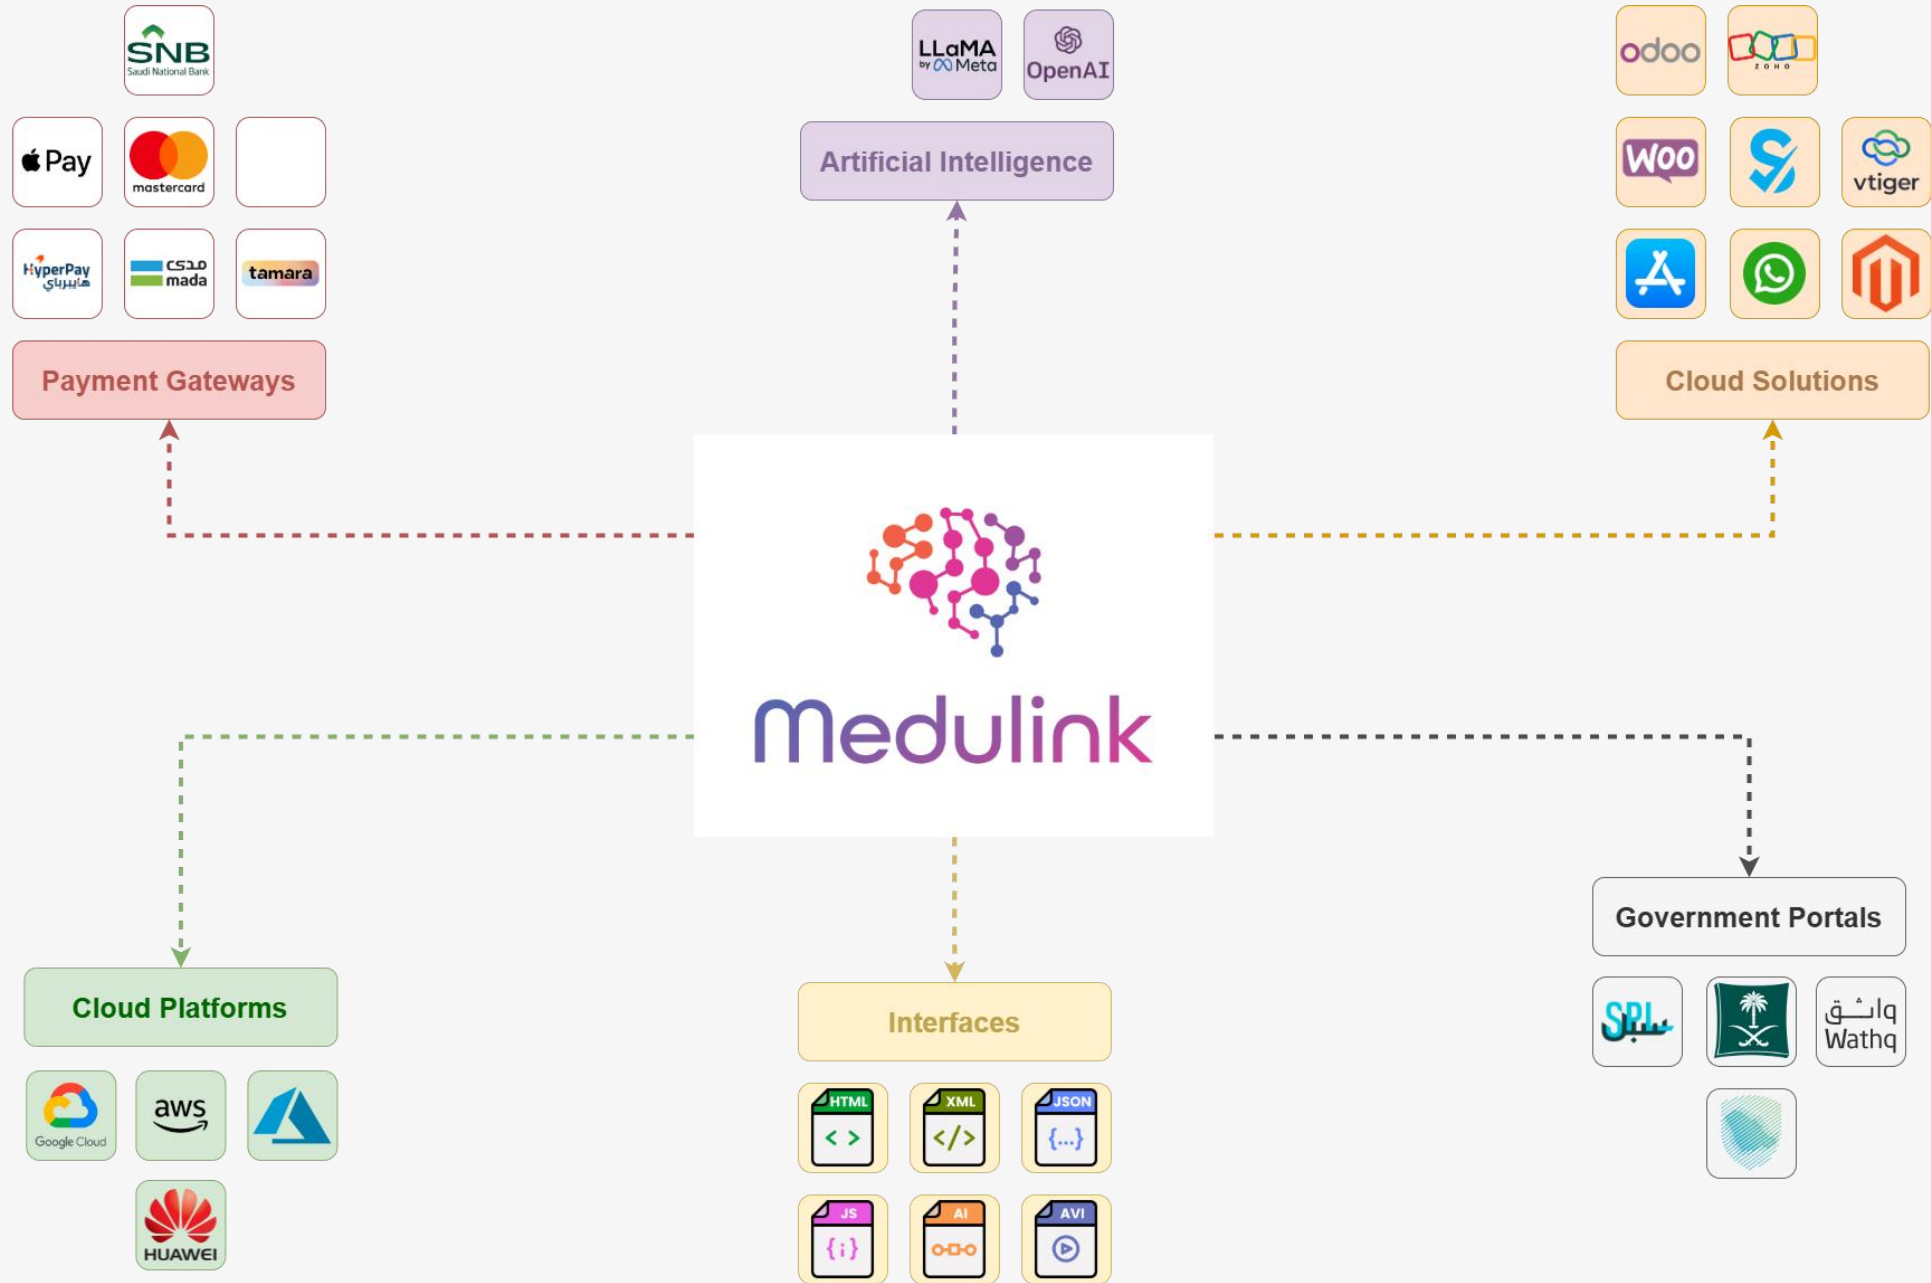 SNB
Saudi National Bank
Pay
mastercard
HyperPay
هايبرباي
مدى
mada
tamara
Payment Gateways
LLaMA
by Meta
OpenAI
Artificial Intelligence
odoo
ZOHO
Woo
vtiger
Cloud Solutions
Medulink
Cloud Platforms
Google Cloud
aws
HUAWEI
Interfaces
HTML
< >
XML
</>
JSON
{...}
JS
{;}
AI
AVI
Government Portals
SPL
سبل
واثق
Wathq